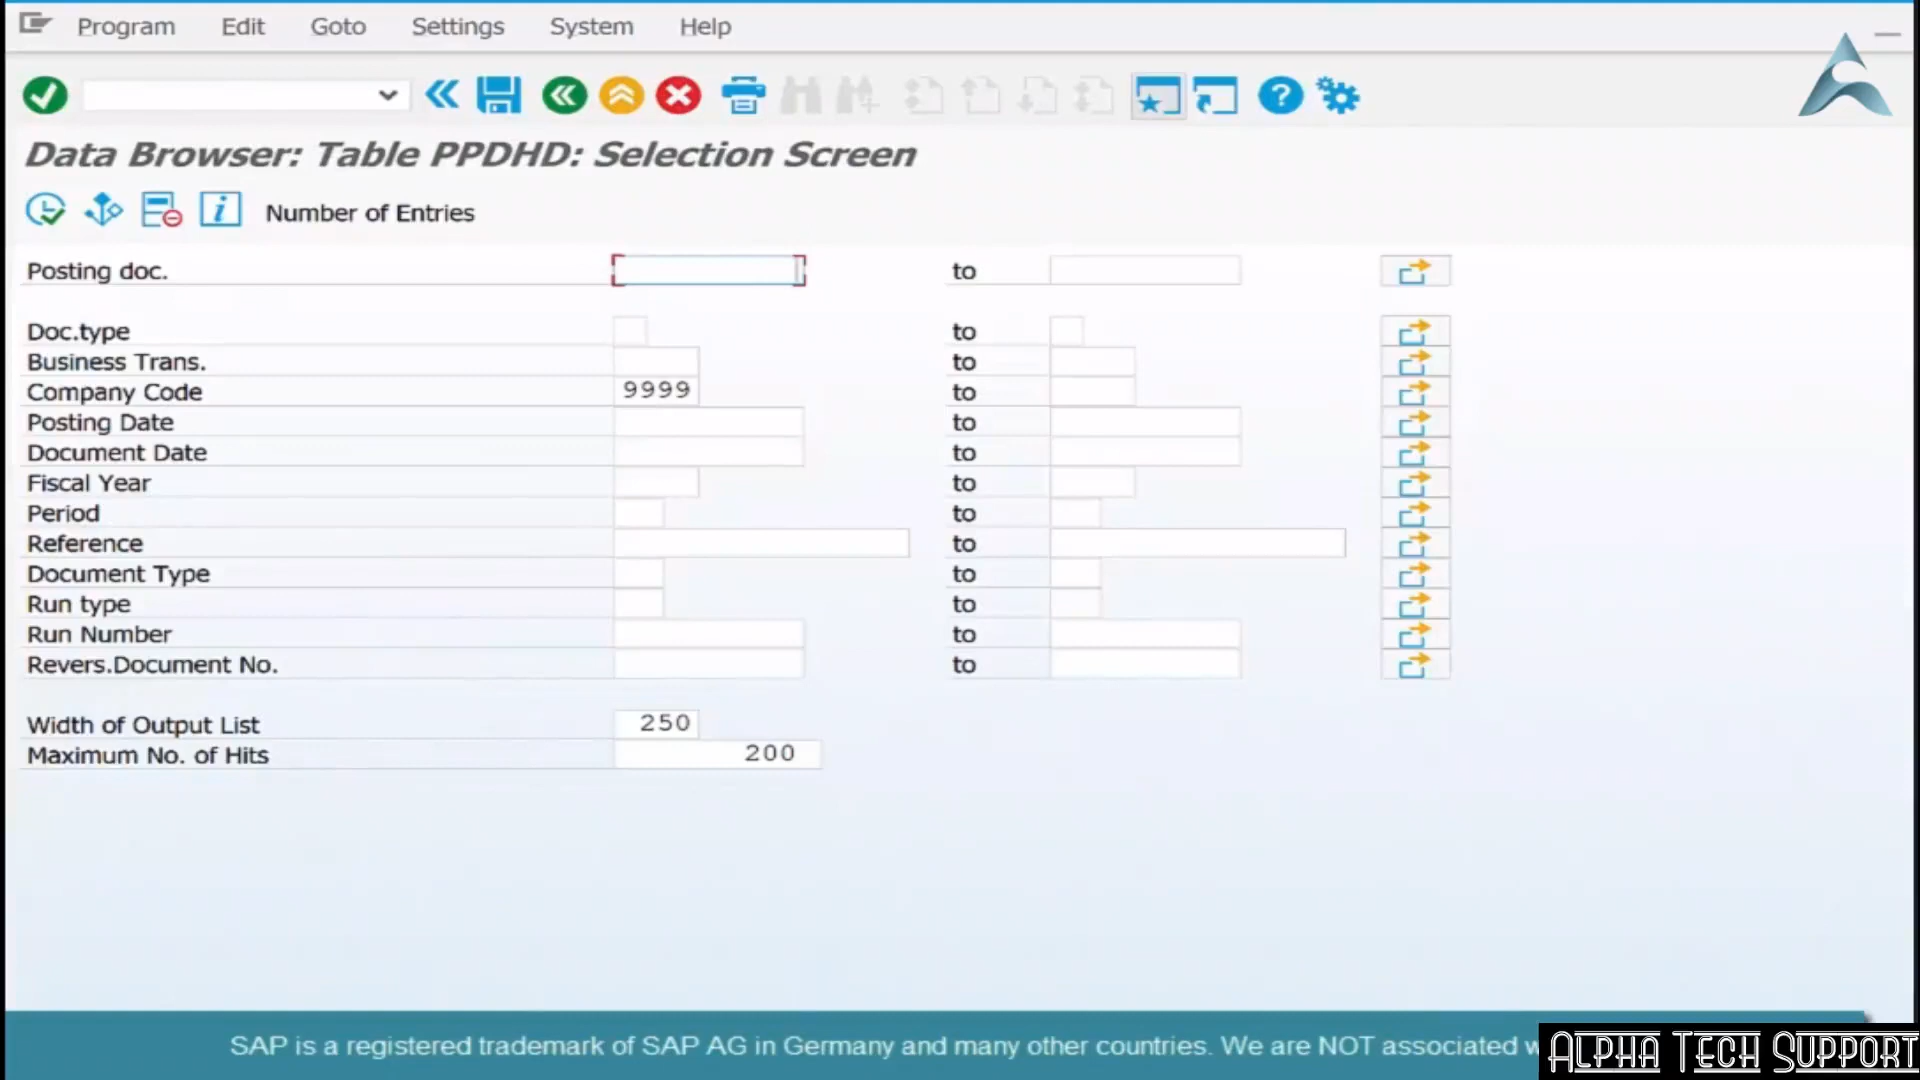 Program Edit Goto Settings System Help
Data Browser: Table PPDHD: Selection Screen
Number of Entries
Posting doc. to
Doc.type to
Business Trans. to
Company Code 9999 to
Posting Date to
Document Date to
Fiscal Year to
Period to
Reference to
Document Type to
Run type to
Run Number to
Revers.Document No. to
Width of Output List 250
Maximum No. of Hits 200
SAP is a registered trademark of SAP AG in Germany and many other countries. We are NOT associated
Alpha Tech Support